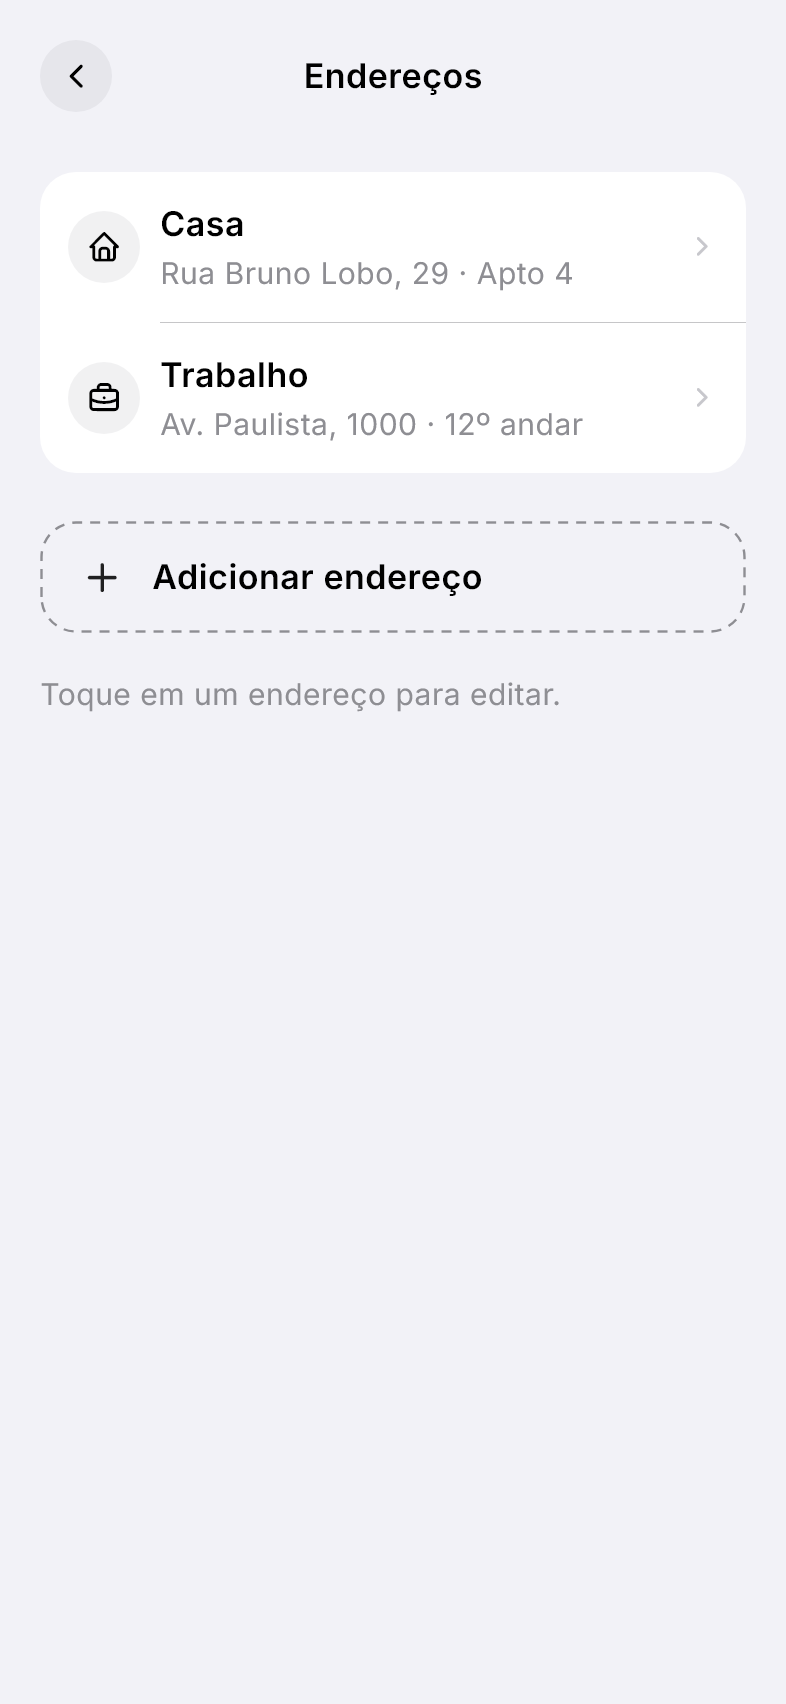 Endereços
Casa
Rua Bruno Lobo, 29 · Apto 4
Trabalho
Av. Paulista, 1000 · 12º andar
Adicionar endereço
Toque em um endereço para editar.